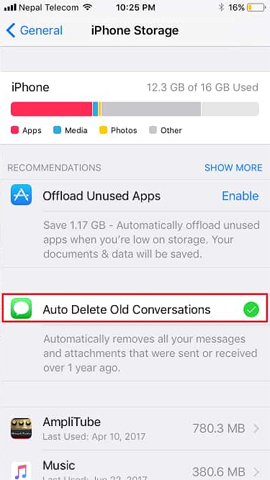 Nepal Telecom 10:25 PM 16%
General iPhone Storage
iPhone 12.3 GB of 16 GB Used
Apps Media Photos Other
RECOMMENDATIONS SHOW MORE
Offload Unused Apps Enable
Save 1.17 GB - Automatically offload unused
apps when you're low on storage. Your
documents & data will be saved.
Auto Delete Old Conversations
Automatically removes all your messages
and attachments that were sent or received
over 1 year ago.
AmpliTube 780.3 MB
Last Used: Apr 10, 2017
Music 380.6 MB
Last Used: Jun 22, 2017